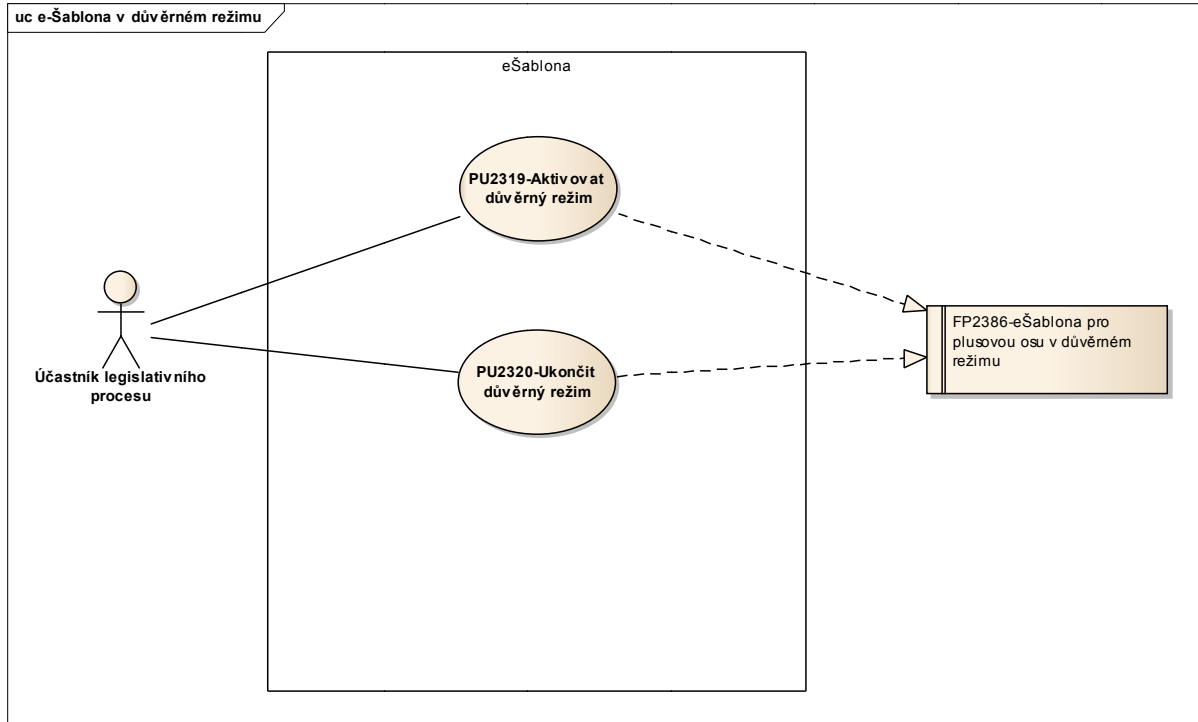 uc e-Šablona v důvěrném režimu
eŠablona
PU2319-Aktivovat
důvěrný režim
Účastník legislativního
procesu
PU2320-Ukončit
důvěrný režim
FP2386-eŠablona pro
plusovou osu v důvěrném
režimu